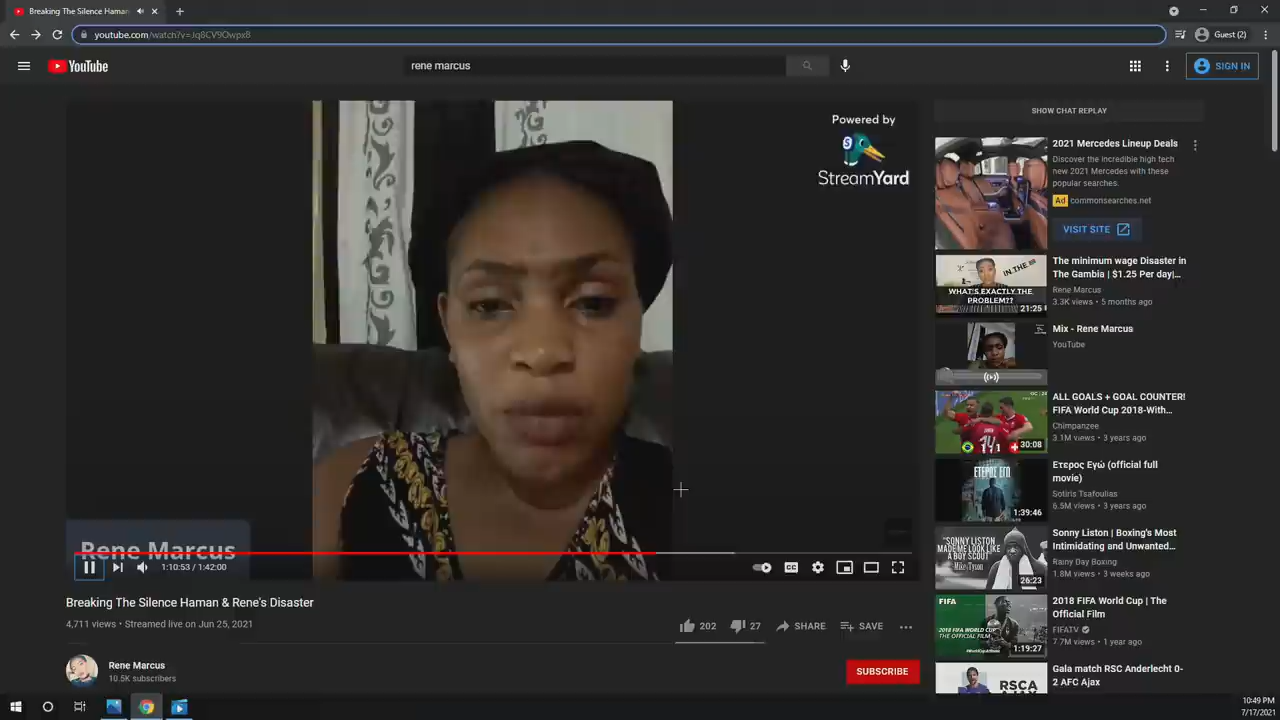 Breaking The Silence Haman
youtube.com/watch?v=Jq8CV9Owpx8
Guest (2)
YouTube
rene marcus
SIGN IN
Powered by
StreamYard
Rene Marcus
1:10:53 / 1:42:00
Breaking The Silence Haman & Rene's Disaster
4,711 views • Streamed live on Jun 25, 2021
202
27
SHARE
SAVE
Rene Marcus
10.5K subscribers
SUBSCRIBE
SHOW CHAT REPLAY
2021 Mercedes Lineup Deals
Discover the incredible high tech
new 2021 Mercedes with these
popular searches.
Ad commonsearches.net
VISIT SITE
IN THE
WHAT'S EXACTLY THE
PROBLEM??
21:25
The minimum wage Disaster in
The Gambia | $1.25 Per day|...
Rene Marcus
3.3K views • 5 months ago
Mix - Rene Marcus
YouTube
30:08
ALL GOALS + GOAL COUNTER!
FIFA World Cup 2018-With...
Chimpanzee
3.1M views • 3 years ago
ΕΤΕΡΟΣ ΕΓΩ
1:39:46
Ετερος Εγώ (official full
movie)
Sotiris Tsafoulias
6.5M views • 3 years ago
"SONNY LISTON
MADE ME LOOK LIKE
A BOY SCOUT"
Mike Tyson
26:23
Sonny Liston | Boxing's Most
Intimidating and Unwanted...
Rainy Day Boxing
1.8M views • 3 weeks ago
FIFA
1:19:27
2018 FIFA World Cup | The
Official Film
FIFATV
7.7M views • 1 year ago
RSCA
AJAX
Gala match RSC Anderlecht 0-
2 AFC Ajax
10:49 PM
7/17/2021